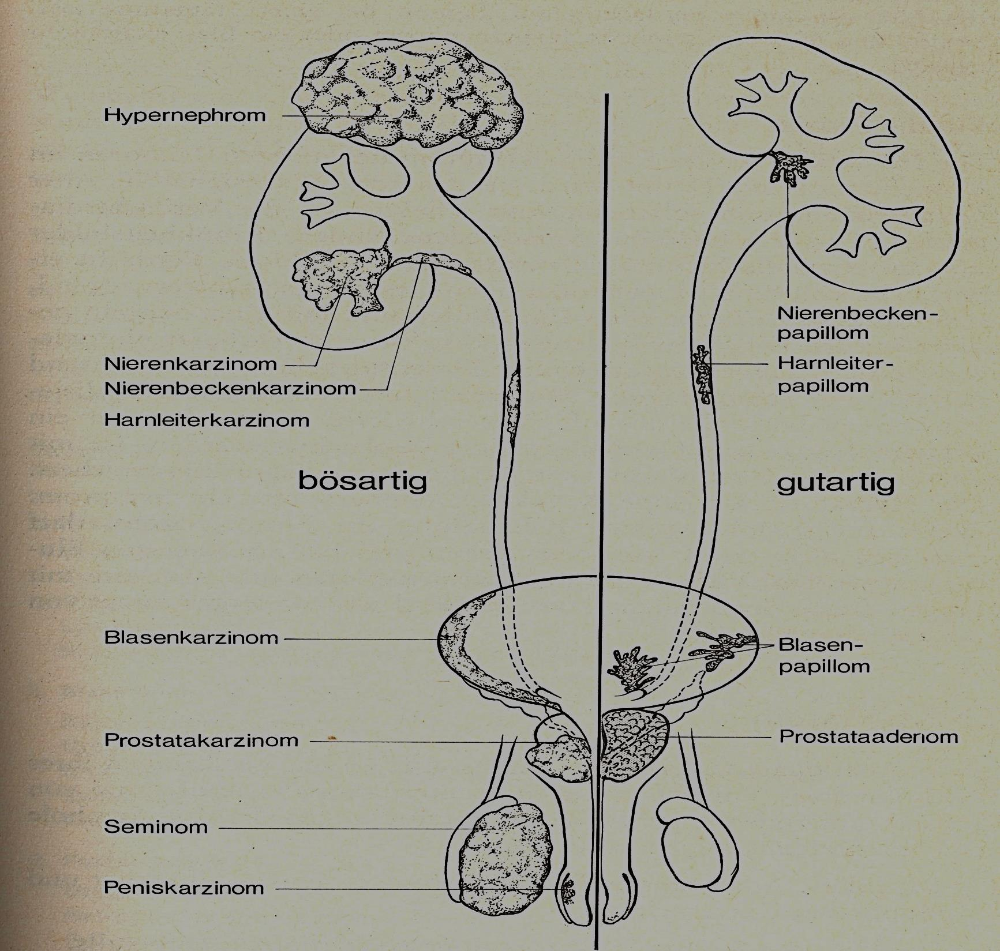 Hypernephrom
Nierenkarzinom
Nierenbeckenkarzinom
Harnleiterkarzinom
bösartig
Blasenkarzinom
Prostatakarzinom
Seminom
Peniskarzinom
Nierenbecken-
papillom
Harnleiter-
papillom
gutartig
Blasen-
papillom
Prostataadenom